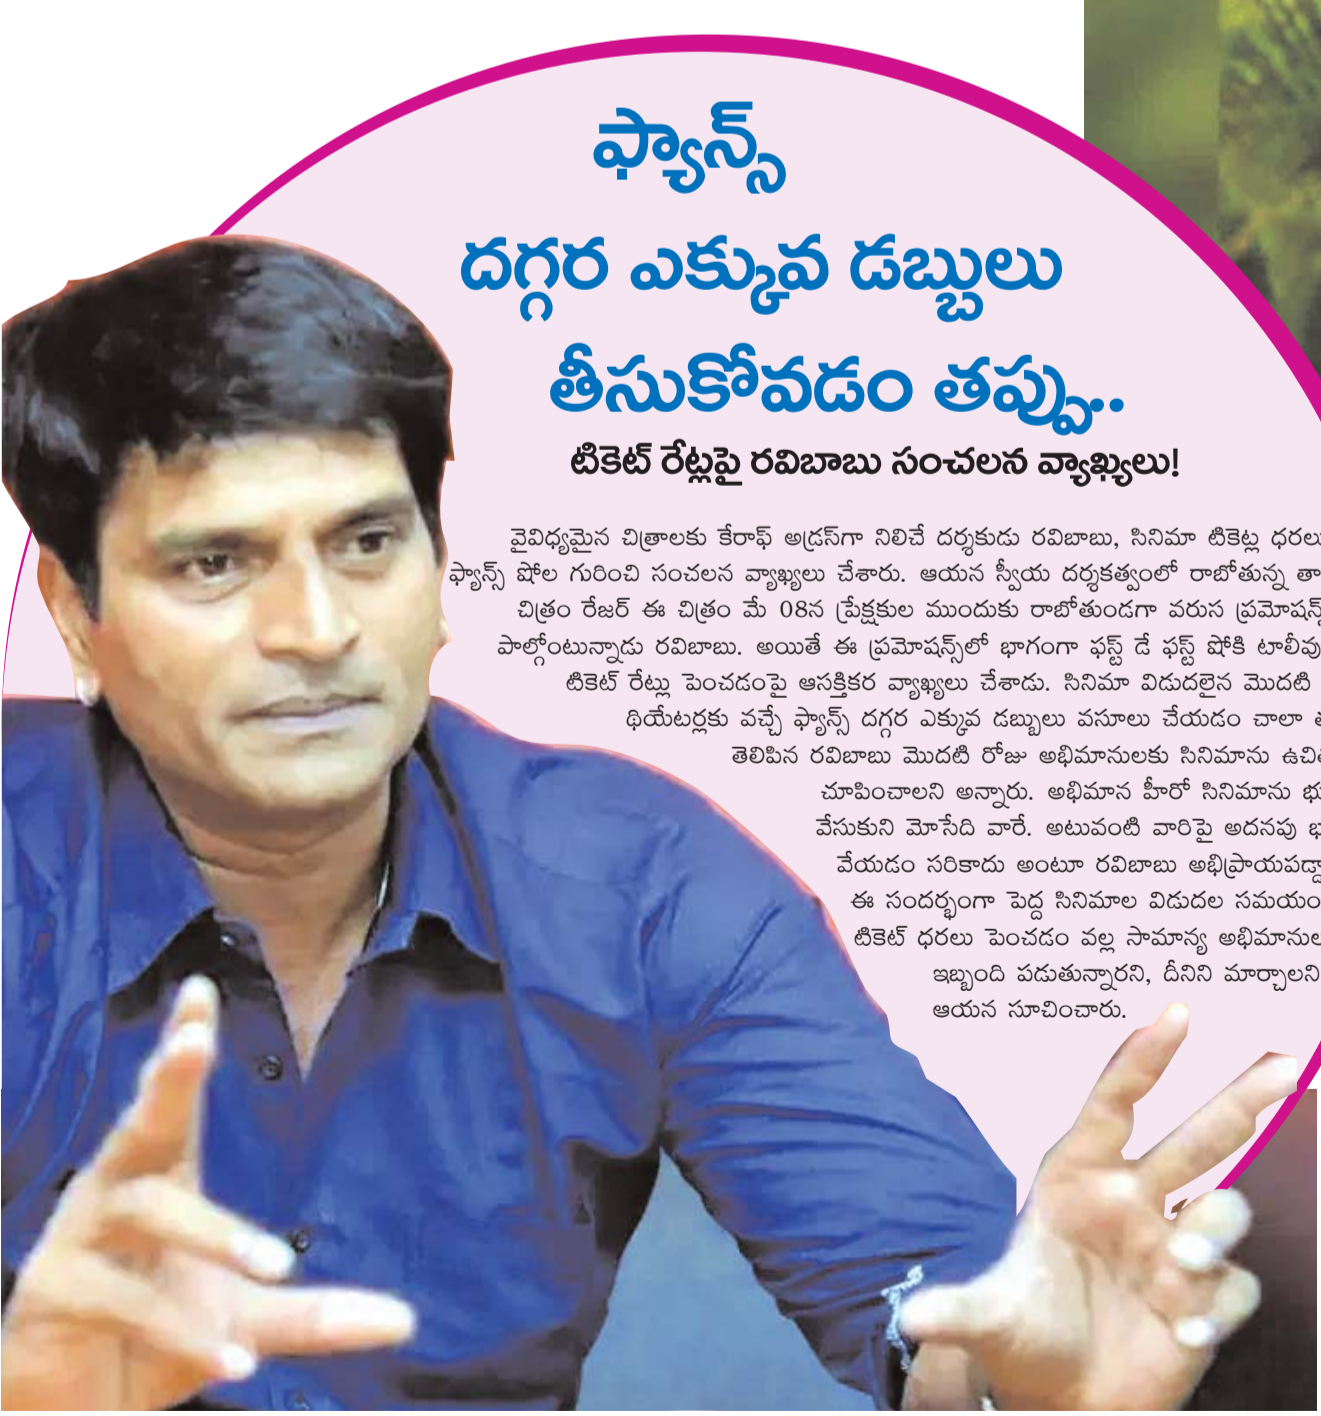 ఫ్యాన్స్
దగ్గర ఎక్కువ డబ్బులు
తీసుకోవడం తప్పు..
టికెట్ రేట్లపై రవిబాబు సంచలన వ్యాఖ్యలు!
వైవిధ్యమైన చిత్రాలకు కేరాఫ్ అడ్రస్‌గా నిలిచే దర్శకుడు రవిబాబు, సినిమా టికెట్ల
ఫ్యాన్స్ షోల గురించి సంచలన వ్యాఖ్యలు చేశారు. ఆయన స్వీయ దర్శకత్వంలో రాబోతున్న
చిత్రం రేజర్ ఈ చిత్రం మే 08న ప్రేక్షకుల ముందుకు రాబోతుండగా వరుస
పాల్గోంటున్నాడు రవిబాబు. అయితే ఈ ప్రమోషన్స్‌లో భాగంగా ఫస్ట్ డే ఫస్ట్ షోకి
టికెట్ రేట్లు పెంచడంపై ఆసక్తికర వ్యాఖ్యలు చేశాడు. సినిమా విడుదలైన మొదటి
థియేటర్లకు వచ్చే ఫ్యాన్స్ దగ్గర ఎక్కువ డబ్బులు వసూలు చేయడం చాలా
తెలిపిన రవిబాబు మొదటి రోజు అభిమానులకు సినిమాను
చూపించాలని అన్నారు. అభిమాన హీరో సినిమాను
వేసుకుని మోసేది వారే. అటువంటి వారిపై అదనపు
వేయడం సరికాదు అంటూ రవిబాబు
ఈ సందర్భంగా పెద్ద సినిమాల విడుదల
టికెట్ ధరలు పెంచడం వల్ల సామాన్య
ఇబ్బంది పడుతున్నారని, దీనిని మార్చాలని
ఆయన సూచించారు.